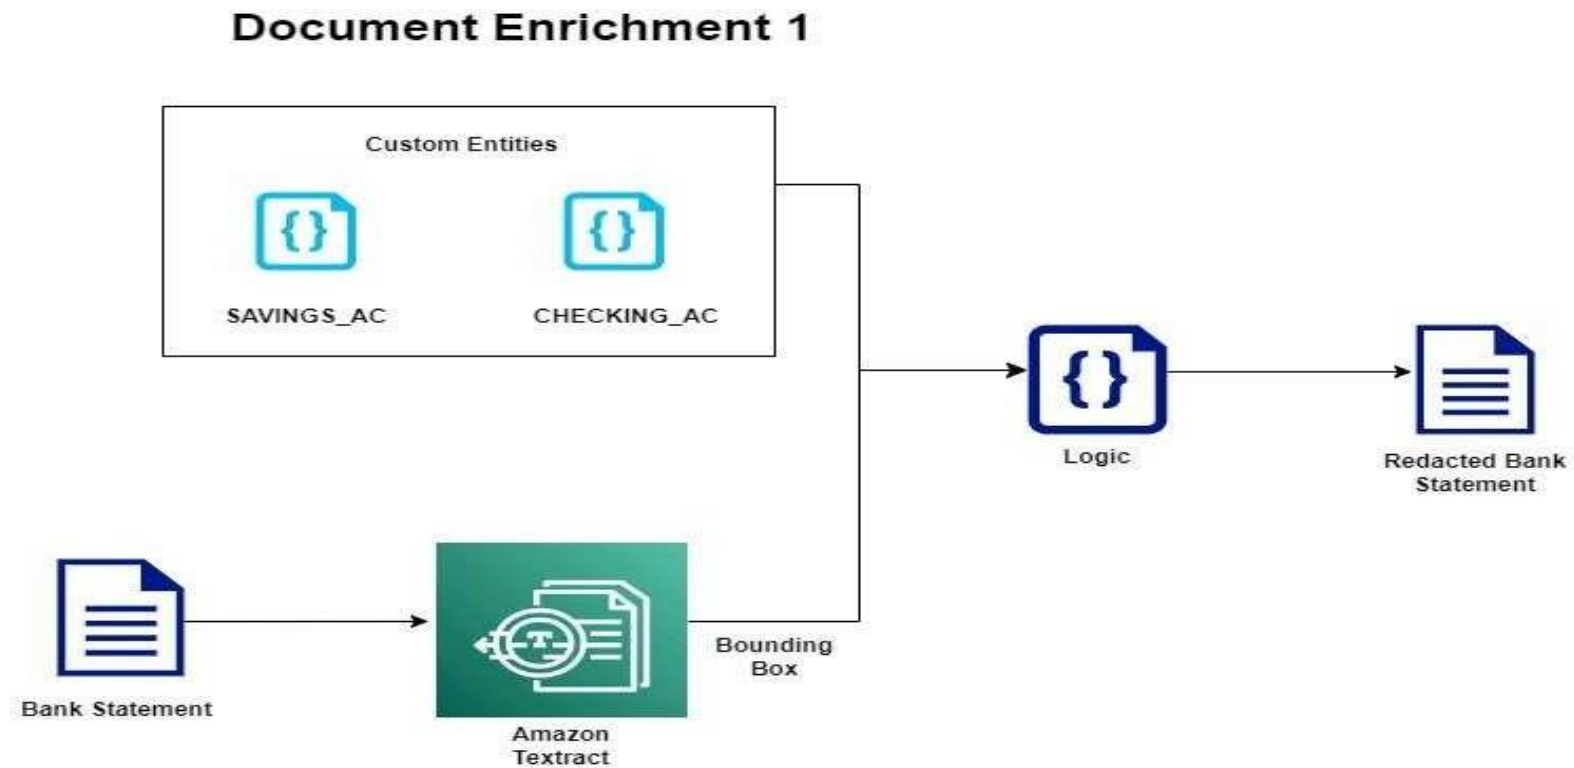 Document Enrichment 1
Custom Entities
SAVINGS_AC
CHECKING_AC
Logic
Redacted Bank
Statement
Bounding
Box
Bank Statement
Amazon
Textract